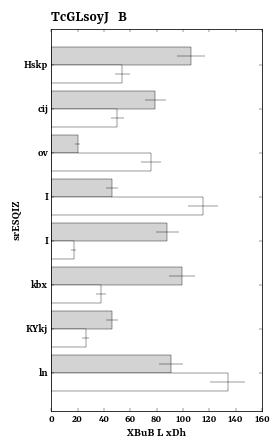 TcGLsoyJ B
Hskp
cij
ov
I
I
kbx
KYkj
ln
srESQIZ
0 20 40 60 80 100 120 140 160
XBuB L xDh